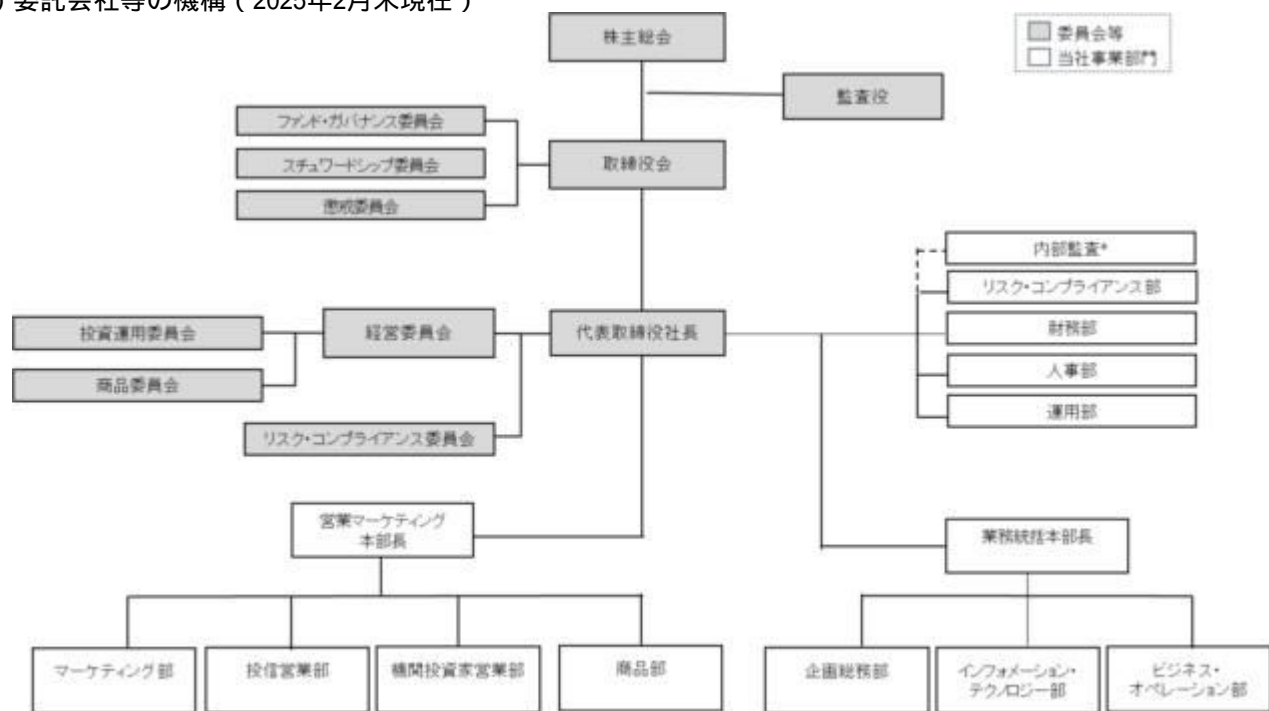 委託会社等の機構（2025年2月末現在）
株主総会
委員会等
当社事業部門
監査役
ファンド・ガバナンス委員会
スチュワードシップ委員会
懲戒委員会
取締役会
内部監査*
リスク・コンプライアンス部
財務部
人事部
運用部
投資運用委員会
商品委員会
経営委員会
代表取締役社長
リスク・コンプライアンス委員会
営業マーケティング
本部長
業務統括本部長
マーケティング部
投信営業部
機関投資家営業部
商品部
企画総務部
インフォメーション・
テクノロジー部
ビジネス・
オペレーション部